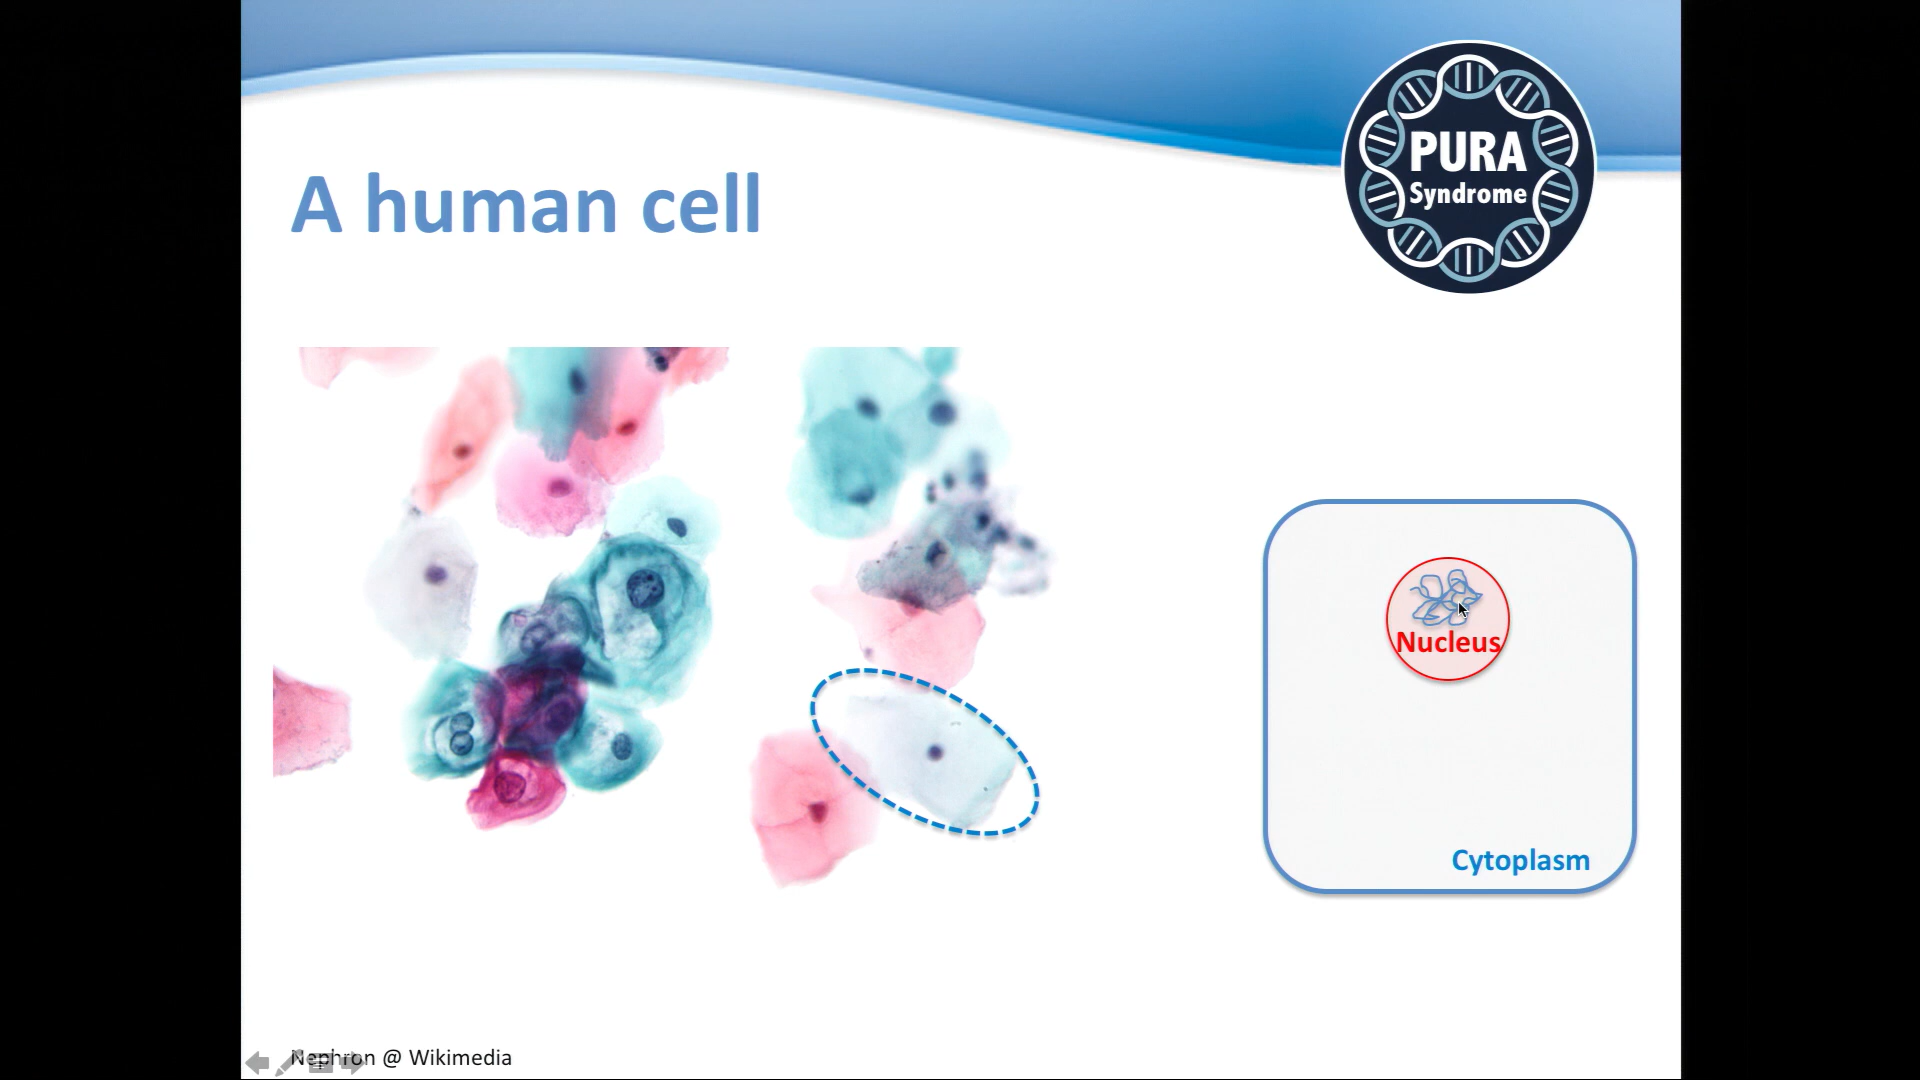 PURA
Syndrome
A human cell
Nucleus
Cytoplasm
Nephron @ Wikimedia